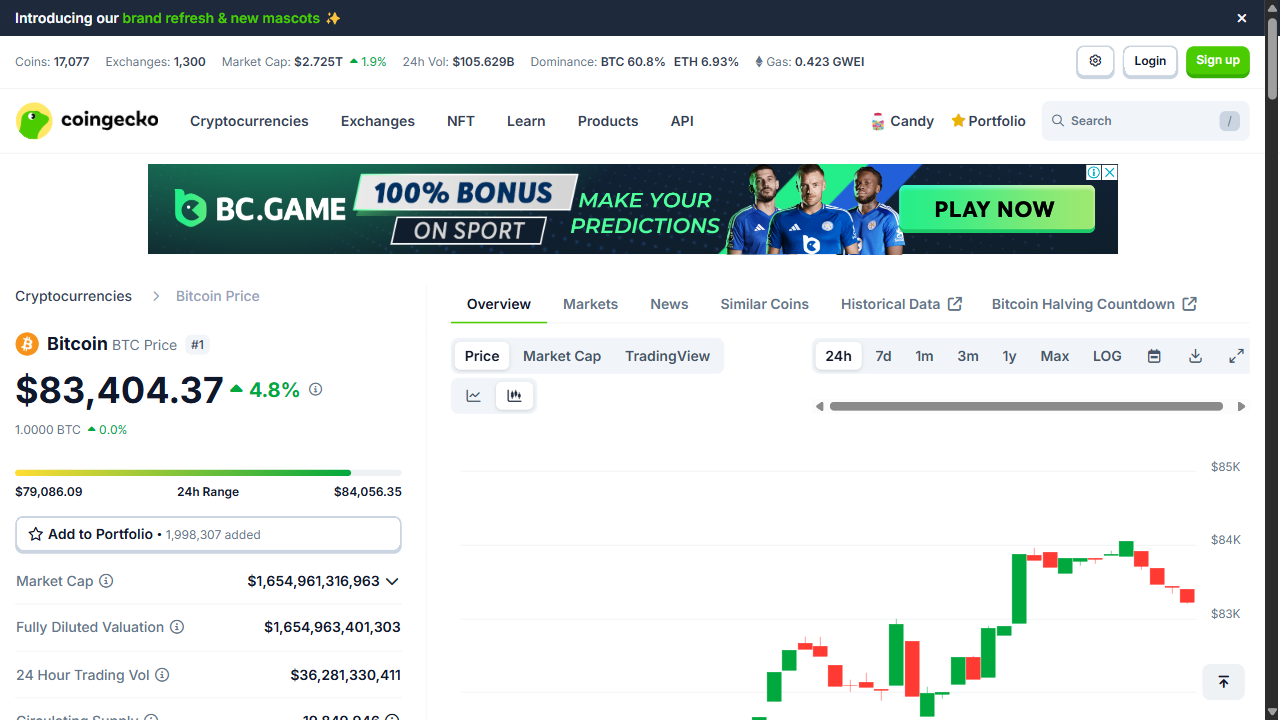 Introducing our brand refresh & new mascots ✨
Coins: 17,077 Exchanges: 1,300 Market Cap: $2.725T 1.9% 24h Vol: $105.629B Dominance: BTC 60.8% ETH 6.93% Gas: 0.423 GWEI
Login
Sign up
coingecko
Cryptocurrencies Exchanges NFT Learn Products API
Candy Portfolio
Search /
BC.GAME
100% BONUS
ON SPORT
MAKE YOUR
PREDICTIONS
PLAY NOW
Cryptocurrencies Bitcoin Price
Bitcoin BTC Price #1
$83,404.37 4.8%
1.0000 BTC 0.0%
$79,086.09 24h Range $84,056.35
Add to Portfolio • 1,998,307 added
Market Cap $1,654,961,316,963
Fully Diluted Valuation $1,654,963,401,303
24 Hour Trading Vol $36,281,330,411
Circulating Supply 19,849,046
Overview Markets News Similar Coins Historical Data Bitcoin Halving Countdown
Price Market Cap TradingView
24h 7d 1m 3m 1y Max LOG
$85K
$84K
$83K